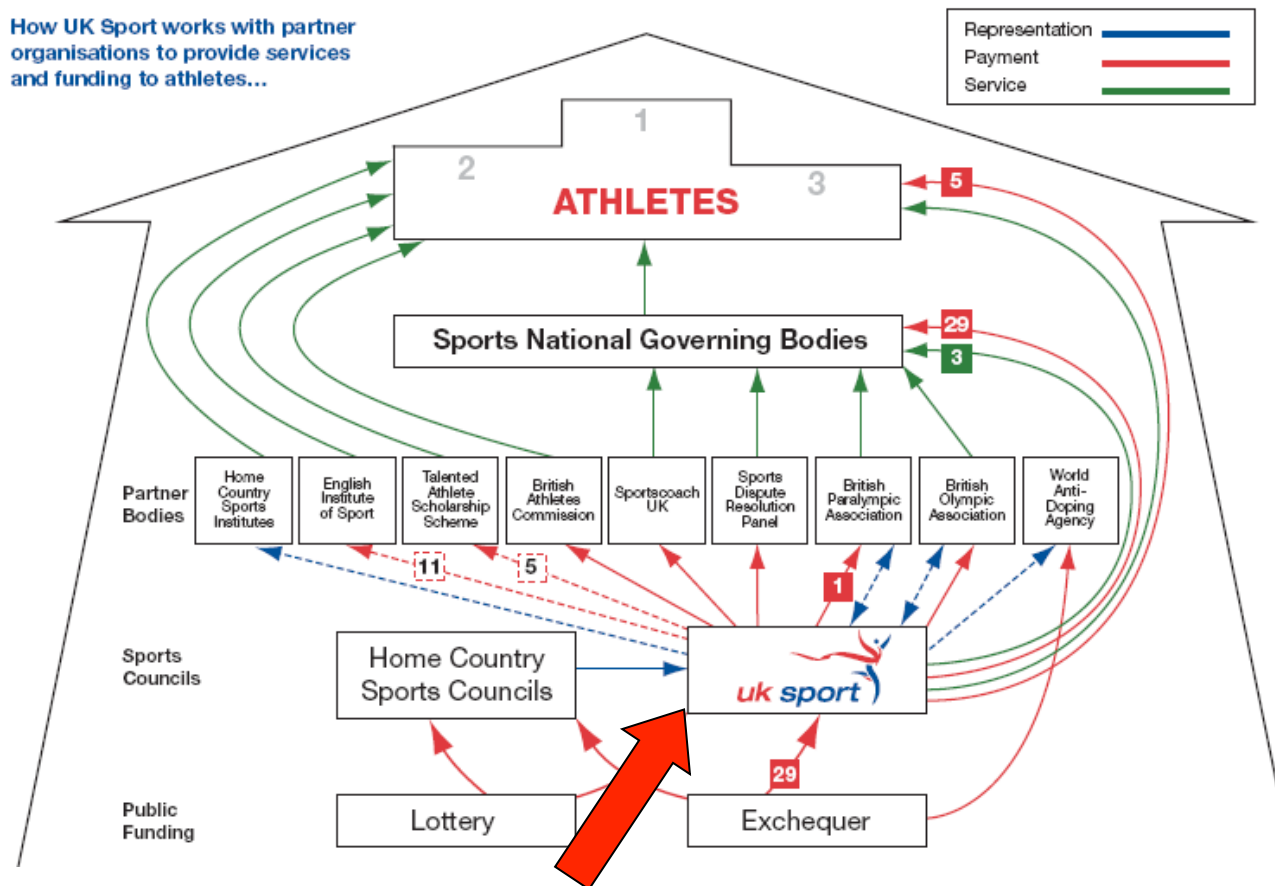 How UK Sport works with partner
organisations to provide services
and funding to athletes...
Representation
Payment
Service
1
2
3
ATHLETES
5
Sports National Governing Bodies
29
3
Partner
Bodies
Home
Country
Sports
Institutes
English
Institute
of Sport
Talented
Athlete
Scholarship
Scheme
British
Athletes
Commission
Sportscoach
UK
Sports
Dispute
Resolution
Panel
British
Paralympic
Association
British
Olympic
Association
World
Anti-
Doping
Agency
11
5
1
Sports
Councils
Home Country
Sports Councils
uk sport
29
Public
Funding
Lottery
Exchequer